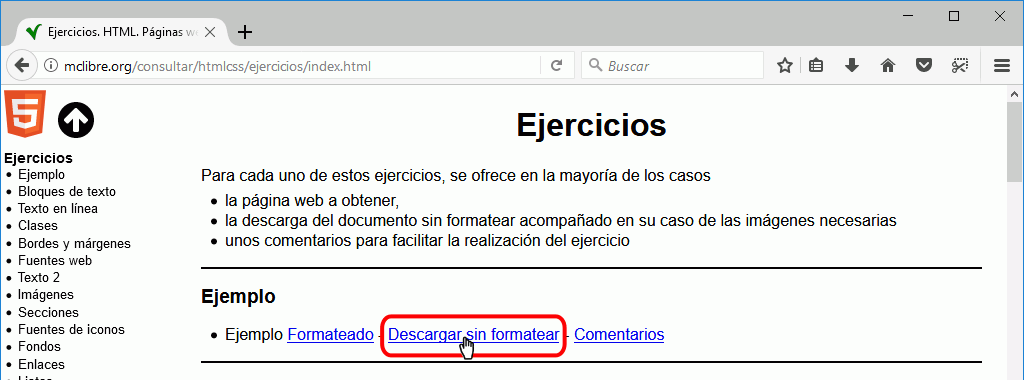 Ejercicios. HTML. Páginas we
mclibre.org/consultar/htmlcss/ejercicios/index.html
Buscar
5
Ejercicios
Ejemplo
Bloques de texto
Texto en línea
Clases
Bordes y márgenes
Fuentes web
Texto 2
Imágenes
Secciones
Fuentes de iconos
Fondos
Enlaces
Listas
Ejercicios
Para cada uno de estos ejercicios, se ofrece en la mayoría de los casos
la página web a obtener,
la descarga del documento sin formatear acompañado en su caso de las imágenes necesarias
unos comentarios para facilitar la realización del ejercicio
Ejemplo
Ejemplo Formateado - Descargar sin formatear - Comentarios